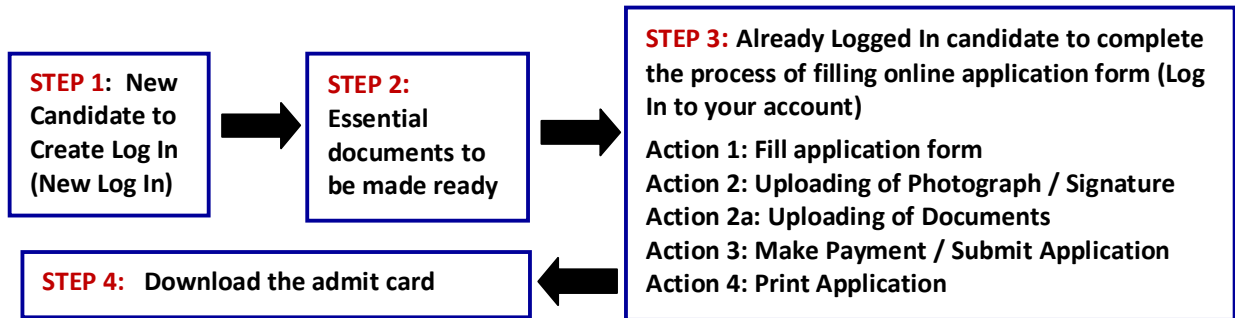 STEP 1: New
Candidate to
Create Log In
(New Log In)
STEP 2:
Essential
documents to
be made ready
STEP 3: Already Logged In candidate to complete
the process of filling online application form (Log
In to your account)
Action 1: Fill application form
Action 2: Uploading of Photograph / Signature
Action 2a: Uploading of Documents
Action 3: Make Payment / Submit Application
Action 4: Print Application
STEP 4: Download the admit card